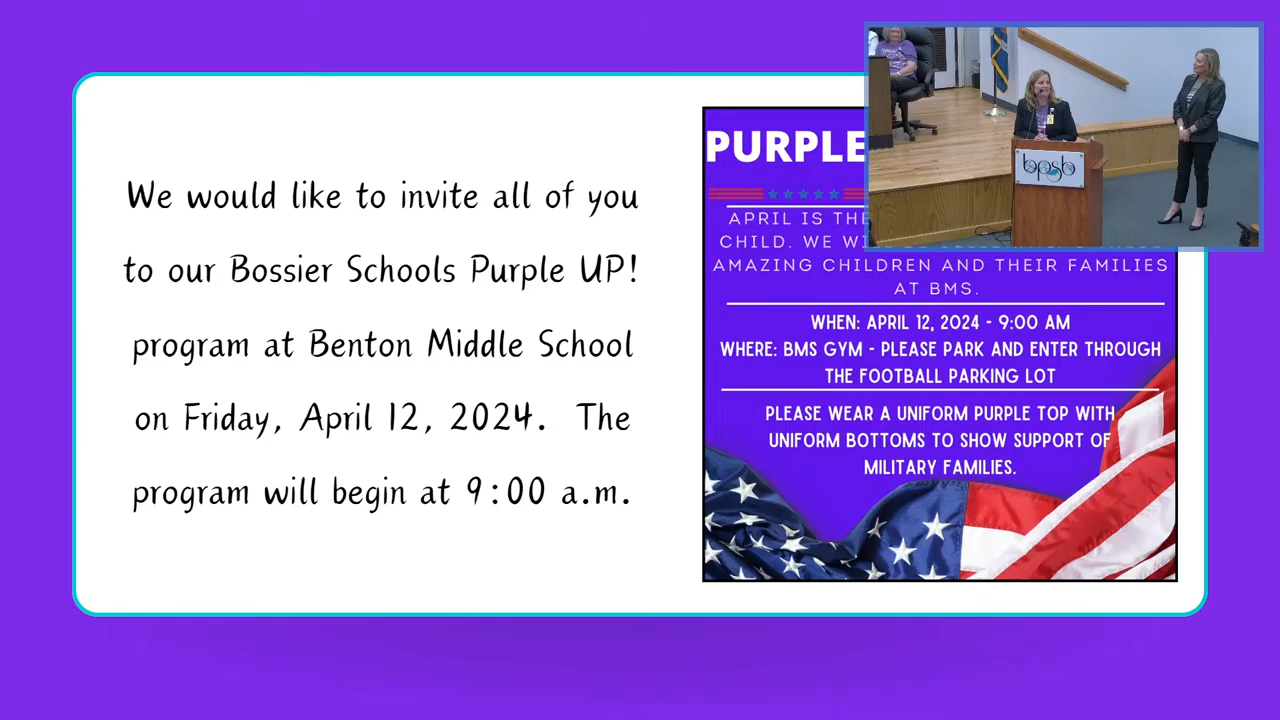 We would like to invite all of you
to our Bossier Schools Purple UP!
program at Benton Middle School
on Friday, April 12, 2024. The
program will begin at 9:00 a.m.
PURPLE
APRIL IS THE
CHILD. WE
AMAZING CHILDREN AND THEIR FAMILIES
AT BMS.
WHEN: APRIL 12, 2024 - 9:00 AM
WHERE: BMS GYM - PLEASE PARK AND ENTER THROUGH
THE FOOTBALL PARKING LOT
PLEASE WEAR A UNIFORM PURPLE TOP WITH
UNIFORM BOTTOMS TO SHOW SUPPORT OF
MILITARY FAMILIES.
bpsb